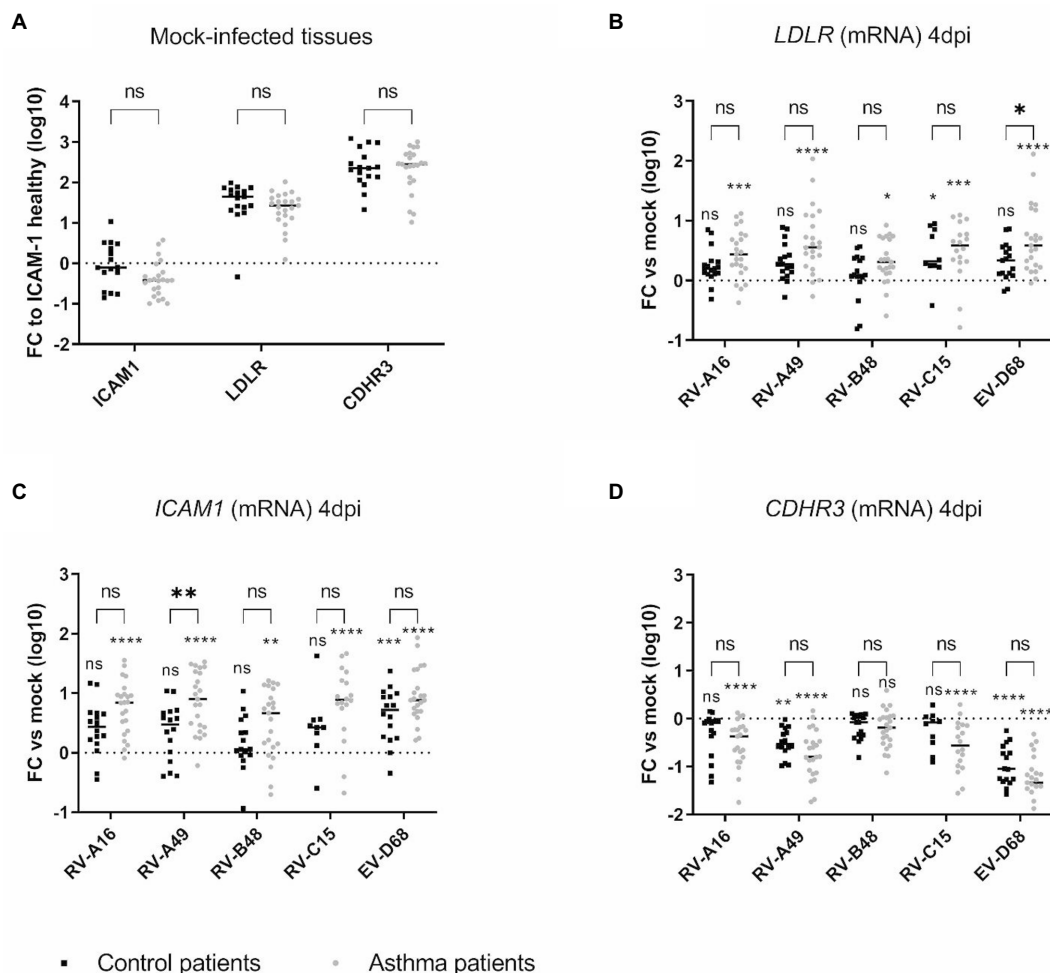 A
Mock-infected tissues
FC to ICAM-1 healthy (log10)
4
3
2
1
0
-1
-2
ns
ns
ns
ICAM1
LDLR
CDHR3
B
LDLR (mRNA) 4dpi
FC vs mock (log10)
3
2
1
0
-1
ns
ns
ns
ns
*
ns
***
ns
****
ns
*
*
***
ns
****
RV-A16
RV-A49
RV-B48
RV-C15
EV-D68
C
ICAM1 (mRNA) 4dpi
FC vs mock (log10)
3
2
1
0
-1
ns
**
ns
ns
ns
ns
****
ns
****
ns
**
ns
****
***
****
RV-A16
RV-A49
RV-B48
RV-C15
EV-D68
D
CDHR3 (mRNA) 4dpi
FC vs mock (log10)
3
2
1
0
-1
-2
ns
ns
ns
ns
ns
ns
****
**
****
ns
ns
ns
****
****
****
RV-A16
RV-A49
RV-B48
RV-C15
EV-D68
Control patients
Asthma patients